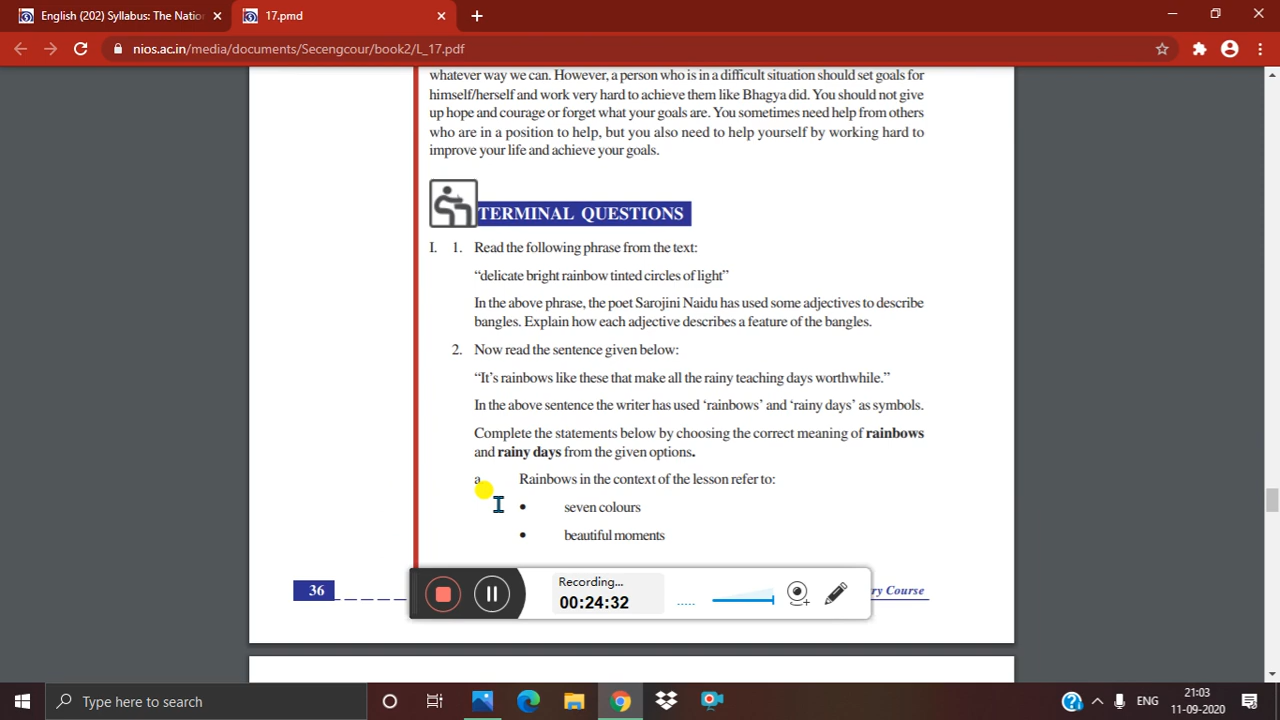 English (202) Syllabus: The Natio
17.pmd
nios.ac.in/media/documents/Secengcour/book2/L_17.pdf
whatever way we can. However, a person who is in a difficult situation should set goals for
himself/herself and work very hard to achieve them like Bhagya did. You should not give
up hope and courage or forget what your goals are. You sometimes need help from others
who are in a position to help, but you also need to help yourself by working hard to
improve your life and achieve your goals.
TERMINAL QUESTIONS
I. 1. Read the following phrase from the text:
“delicate bright rainbow tinted circles of light”
In the above phrase, the poet Sarojini Naidu has used some adjectives to describe
bangles. Explain how each adjective describes a feature of the bangles.
2. Now read the sentence given below:
“It’s rainbows like these that make all the rainy teaching days worthwhile.”
In the above sentence the writer has used ‘rainbows’ and ‘rainy days’ as symbols.
Complete the statements below by choosing the correct meaning of rainbows
and rainy days from the given options.
a Rainbows in the context of the lesson refer to:
• seven colours
• beautiful moments
36
Recording...
00:24:32
ry Course
Type here to search
ENG
21:03
11-09-2020